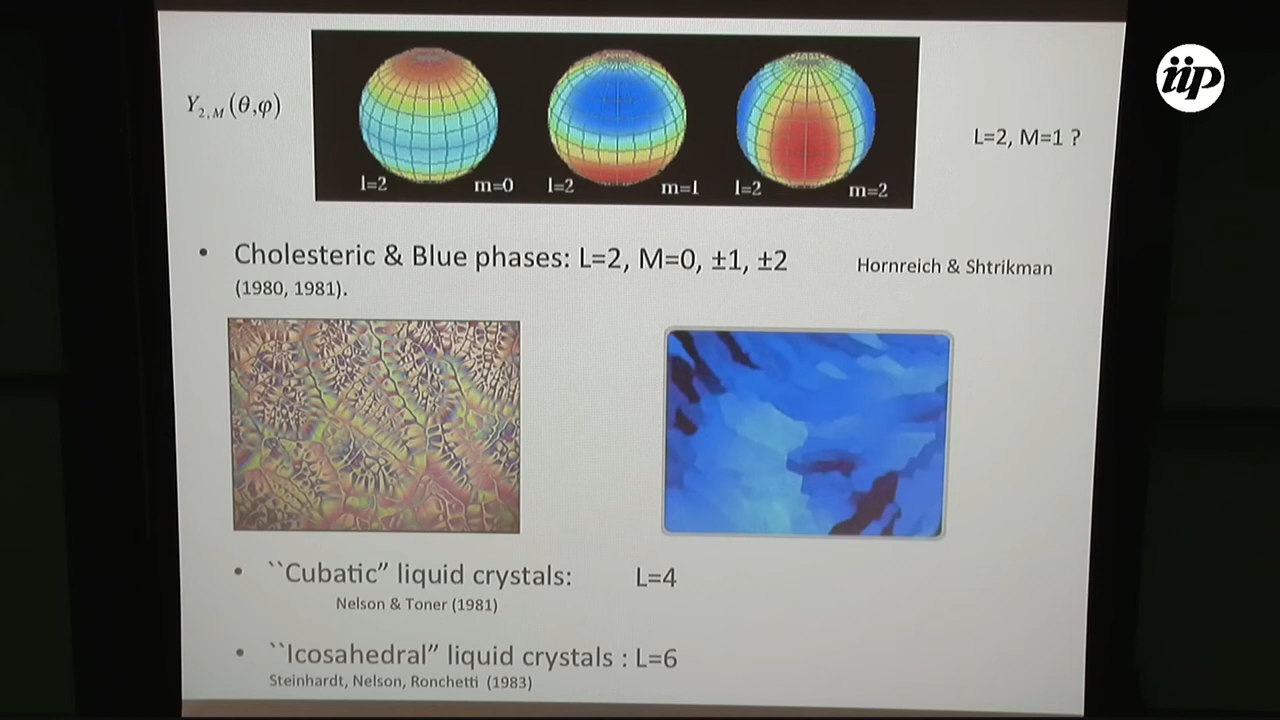 iip
Y2,M(θ,φ)
l=2 m=0 l=2 m=1 l=2 m=2
L=2, M=1 ?
• Cholesteric & Blue phases: L=2, M=0, ±1, ±2 Hornreich & Shtrikman
(1980, 1981).
• ``Cubatic” liquid crystals: L=4
Nelson & Toner (1981)
• ``Icosahedral” liquid crystals : L=6
Steinhardt, Nelson, Ronchetti (1983)